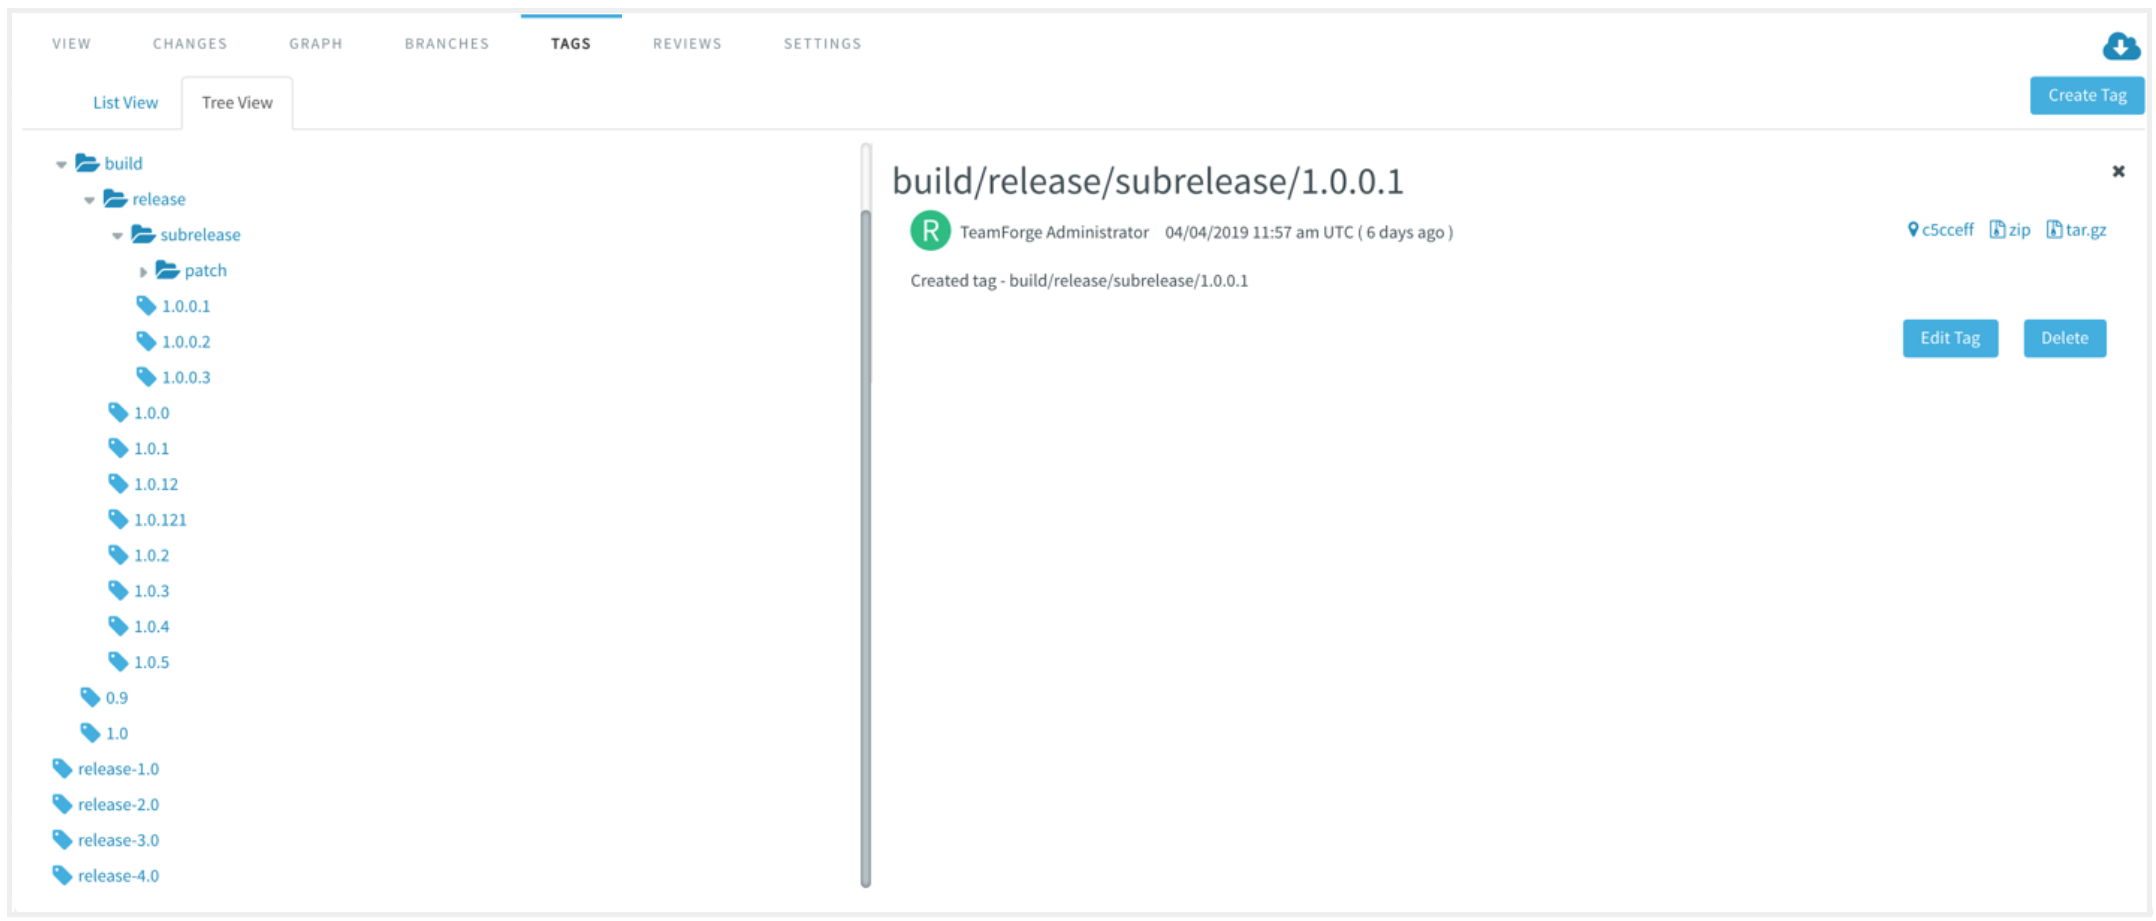 VIEW CHANGES GRAPH BRANCHES TAGS REVIEWS SETTINGS
List View Tree View
Create Tag
build
release
subrelease
patch
1.0.0.1
1.0.0.2
1.0.0.3
1.0.0
1.0.1
1.0.12
1.0.121
1.0.2
1.0.3
1.0.4
1.0.5
0.9
1.0
release-1.0
release-2.0
release-3.0
release-4.0
build/release/subrelease/1.0.0.1
R TeamForge Administrator 04/04/2019 11:57 am UTC ( 6 days ago )
c5cceff zip tar.gz
Created tag - build/release/subrelease/1.0.0.1
Edit Tag Delete